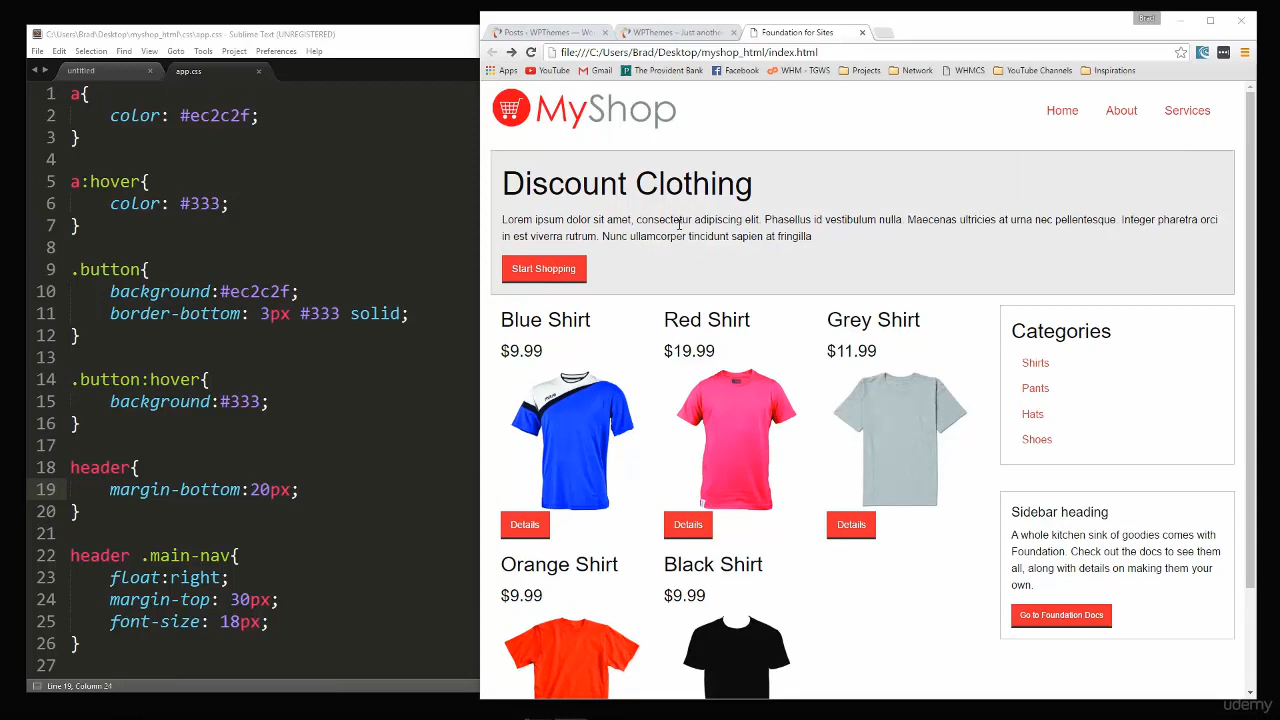 C:\Users\Brad\Desktop\myshop_html\css\app.css - Sublime Text (UNREGISTERED)
File Edit Selection Find View Goto Tools Project Preferences Help
untitled × app.css ×
1 a{
2 color: #ec2c2f;
3 }
4
5 a:hover{
6 color: #333;
7 }
8
9 .button{
10 background:#ec2c2f;
11 border-bottom: 3px #333 solid;
12 }
13
14 .button:hover{
15 background:#333;
16 }
17
18 header{
19 margin-bottom:20px;
20 }
21
22 header .main-nav{
23 float:right;
24 margin-top: 30px;
25 font-size: 18px;
26 }
27
Line 19, Column 24
Brad
Posts ‹ WPThemes — Wo × WPThemes – Just anothe × Foundation for Sites ×
file:///C:/Users/Brad/Desktop/myshop_html/index.html
Apps YouTube Gmail The Provident Bank Facebook WHM - TGWS Projects Network WHMCS YouTube Channels Inspirations
MyShop
Home About Services
Discount Clothing
Lorem ipsum dolor sit amet, consectetur adipiscing elit. Phasellus id vestibulum nulla. Maecenas ultricies at urna nec pellentesque. Integer pharetra orci
in est viverra rutrum. Nunc ullamcorper tincidunt sapien at fringilla
Start Shopping
Blue Shirt Red Shirt Grey Shirt
$9.99 $19.99 $11.99
Details Details Details
Orange Shirt Black Shirt
$9.99 $9.99
Categories
Shirts
Pants
Hats
Shoes
Sidebar heading
A whole kitchen sink of goodies comes with
Foundation. Check out the docs to see them
all, along with details on making them your
own.
Go to Foundation Docs
udemy